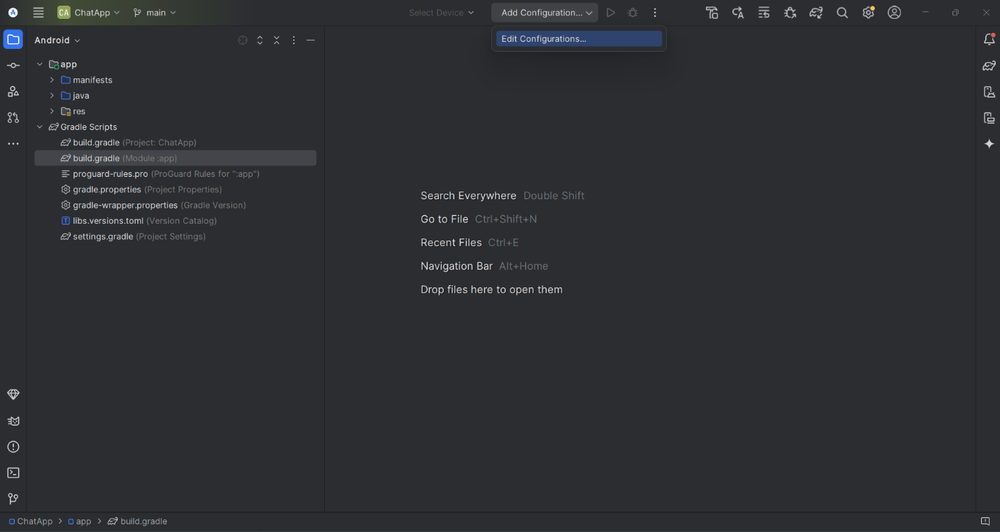 CA ChatApp main Select Device Add Configuration...
Edit Configurations...
Android
app
manifests
java
res
Gradle Scripts
build.gradle (Project: ChatApp)
build.gradle (Module :app)
proguard-rules.pro (ProGuard Rules for ":app")
gradle.properties (Project Properties)
gradle-wrapper.properties (Gradle Version)
libs.versions.toml (Version Catalog)
settings.gradle (Project Settings)
Search Everywhere Double Shift
Go to File Ctrl+Shift+N
Recent Files Ctrl+E
Navigation Bar Alt+Home
Drop files here to open them
ChatApp > app > build.gradle